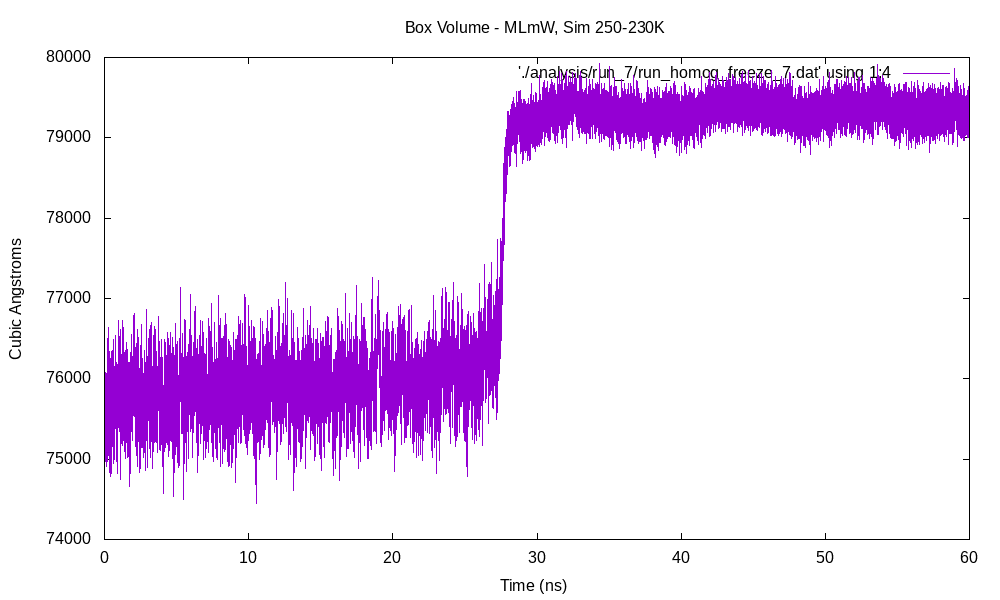 Box Volume - MLmW, Sim 250-230K
80000
'./analysis/run_7/run_homog_freeze_7.dat' using 1:4
79000
78000
77000
76000
75000
74000
Cubic Angstroms
0 10 20 30 40 50 60
Time (ns)